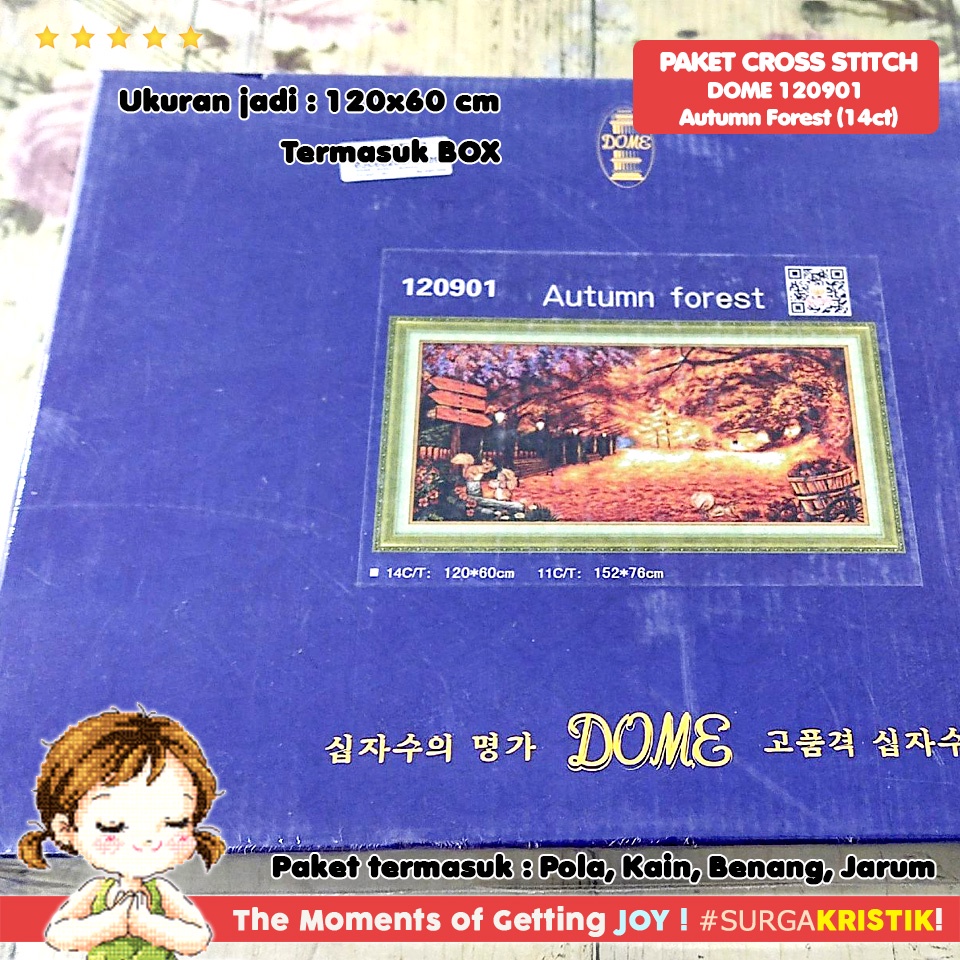 PAKET CROSS STITCH
DOME 120901
Autumn Forest (14ct)
Ukuran jadi : 120x60 cm
Termasuk BOX
DOME
120901
Autumn forest
14C/T: 120*60cm 11C/T: 152*76cm
십자수의 명가 DOME 고품격 십자수
Paket termasuk : Pola, Kain, Benang, Jarum
The Moments of Getting JOY ! #SURGAKRISTIK!